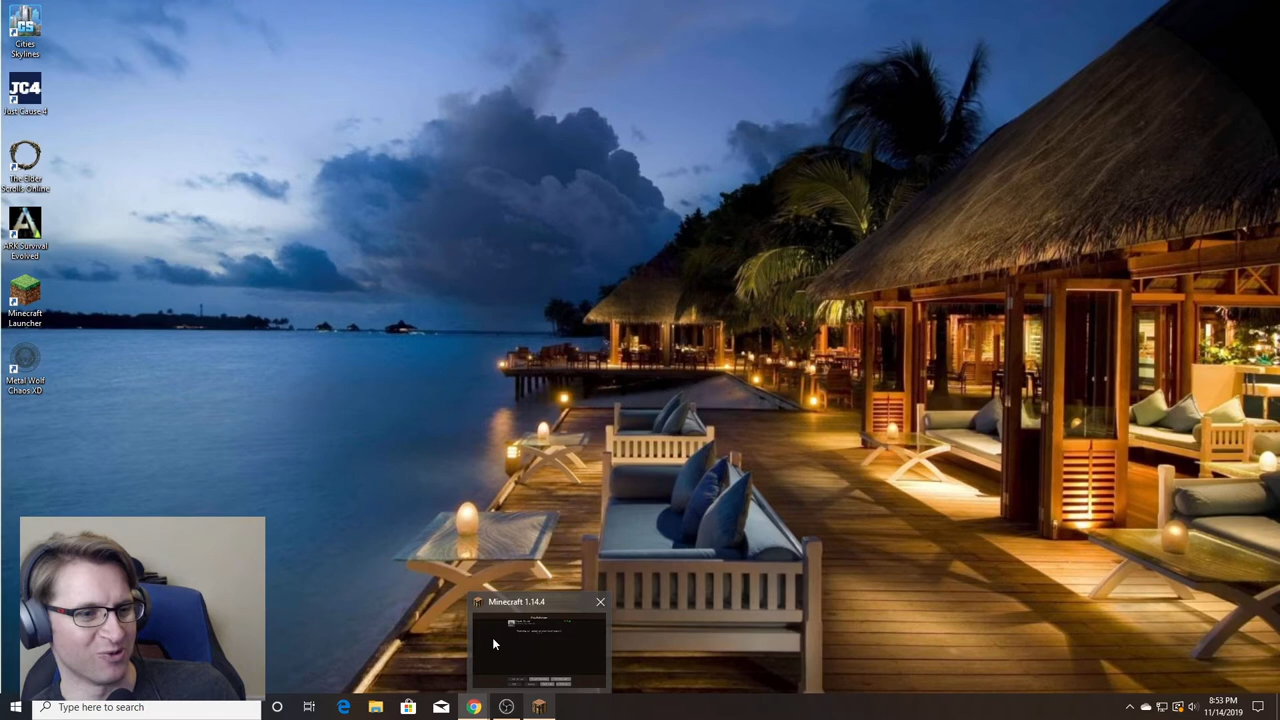 Cities
Skylines
JC4
Just Cause 4
The Elder
Scrolls Online
ARK Survival
Evolved
Minecraft
Launcher
Metal Wolf
Chaos XD
Minecraft 1.14.4
Type here to search
8:53 PM
11/14/2019